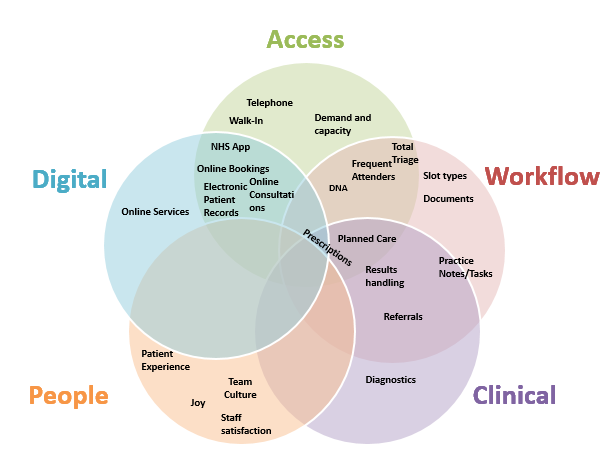 Access
Telephone
Walk-In
Demand and
capacity
NHS App
Total
Triage
Online Bookings
Frequent
Attenders
Digital
Workflow
Slot types
Electronic
Patient
Records
Online
Consultati
ons
DNA
Documents
Online Services
Prescriptions
Planned Care
Results
handling
Practice
Notes/Tasks
Referrals
Patient
Experience
Team
Culture
Diagnostics
People
Joy
Clinical
Staff
satisfaction